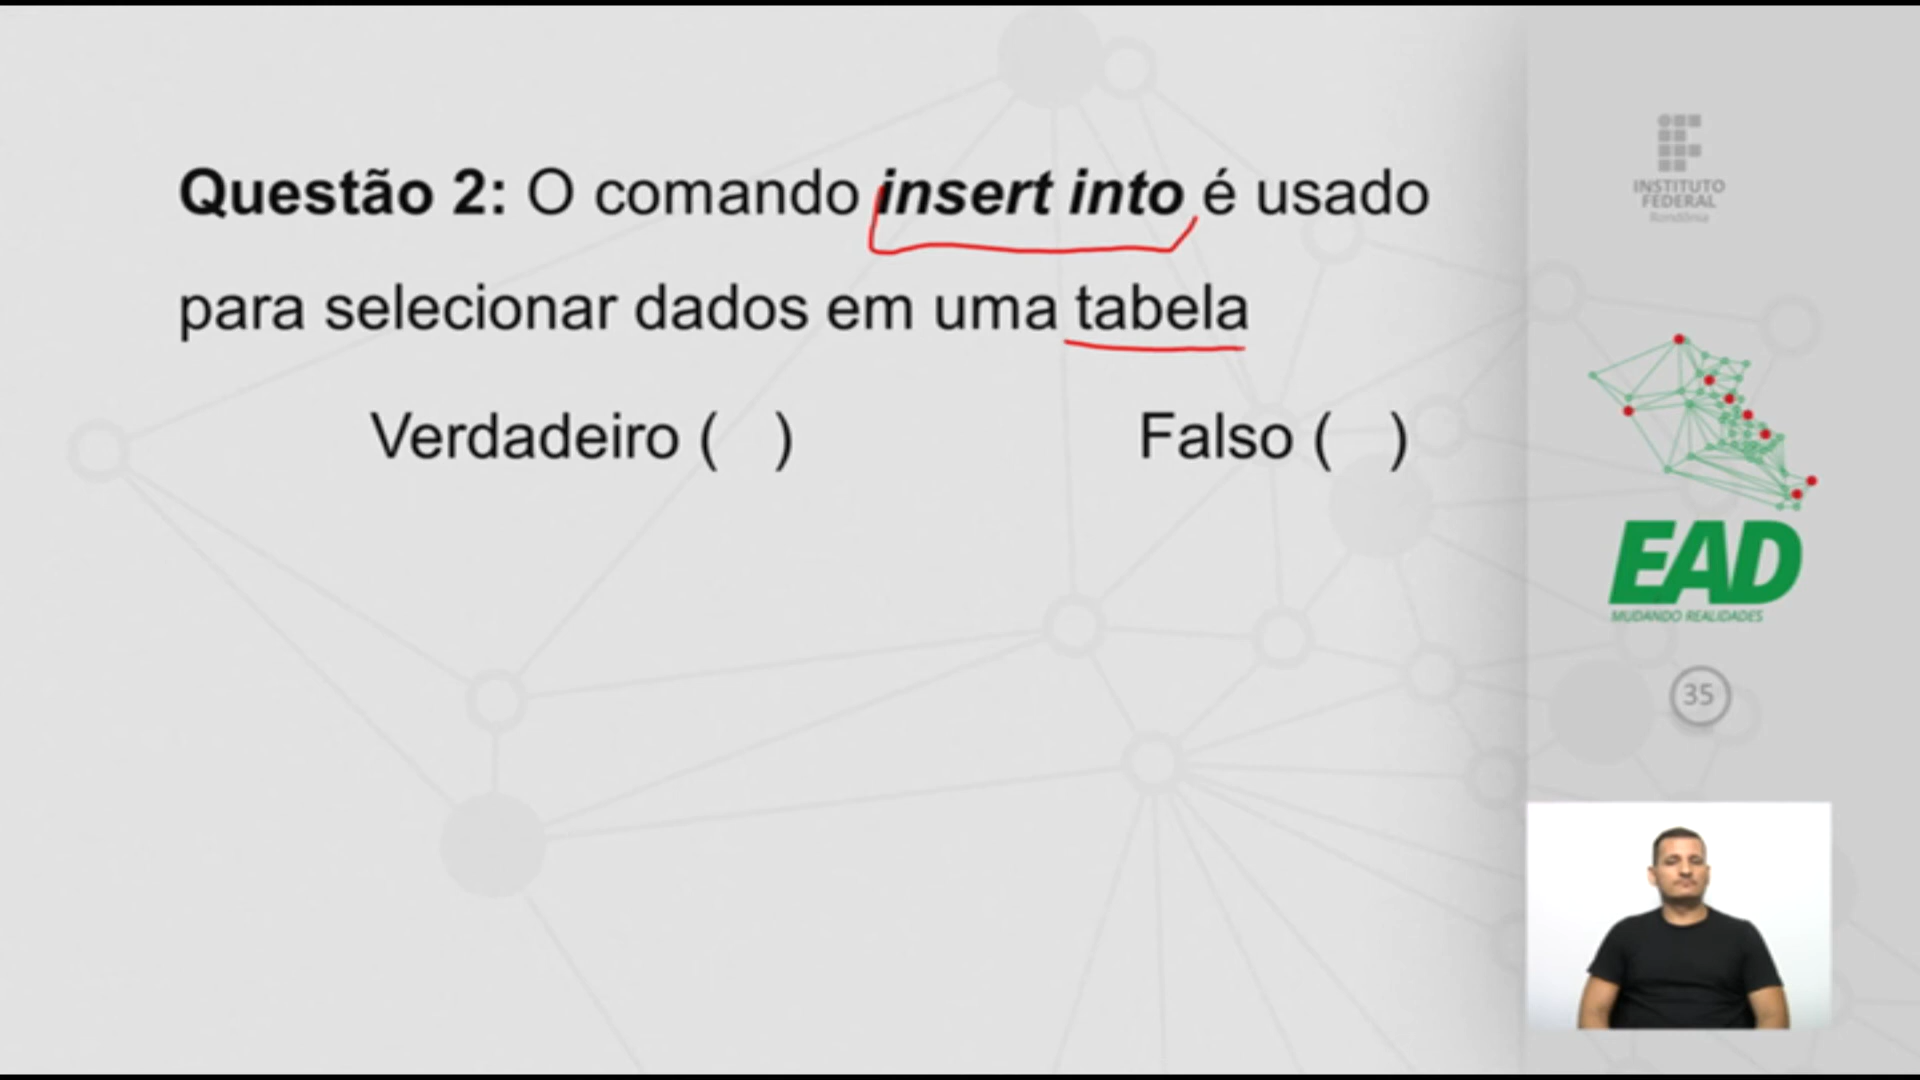 Questão 2: O comando insert into é usado
para selecionar dados em uma tabela
Verdadeiro ( ) Falso ( )
INSTITUTO
FEDERAL
Rondônia
EAD
MUDANDO REALIDADES
35